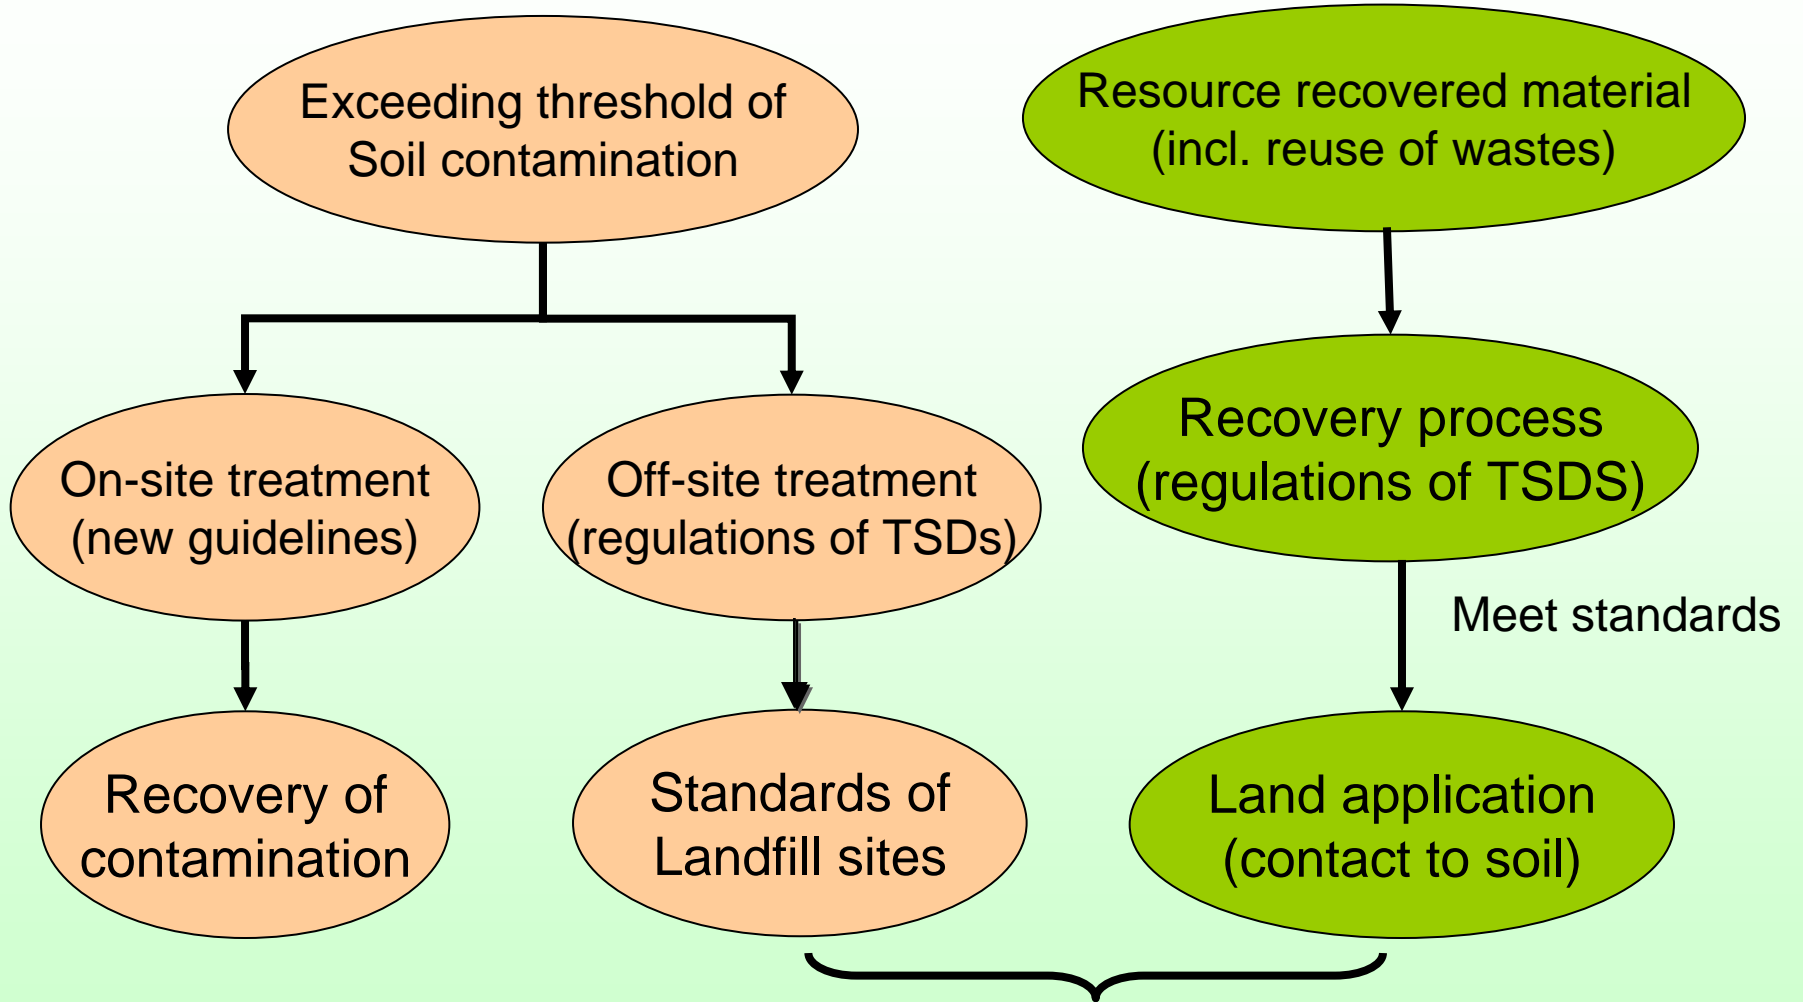 Exceeding threshold of
Soil contamination
Resource recovered material
(incl. reuse of wastes)
On-site treatment
(new guidelines)
Off-site treatment
(regulations of TSDs)
Recovery process
(regulations of TSDS)
Meet standards
Recovery of
contamination
Standards of
Landfill sites
Land application
(contact to soil)